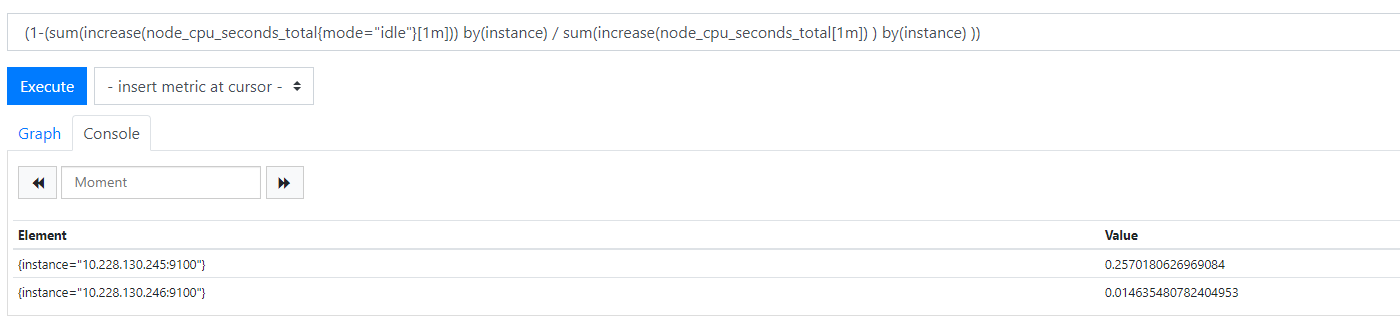 (1-(sum(increase(node_cpu_seconds_total{mode="idle"}[1m])) by(instance) / sum(increase(node_cpu_seconds_total[1m]) ) by(instance) ))
Execute - insert metric at cursor -
Graph Console
Moment
Element Value
{instance="10.228.130.245:9100"} 0.2570180626969084
{instance="10.228.130.246:9100"} 0.014635480782404953